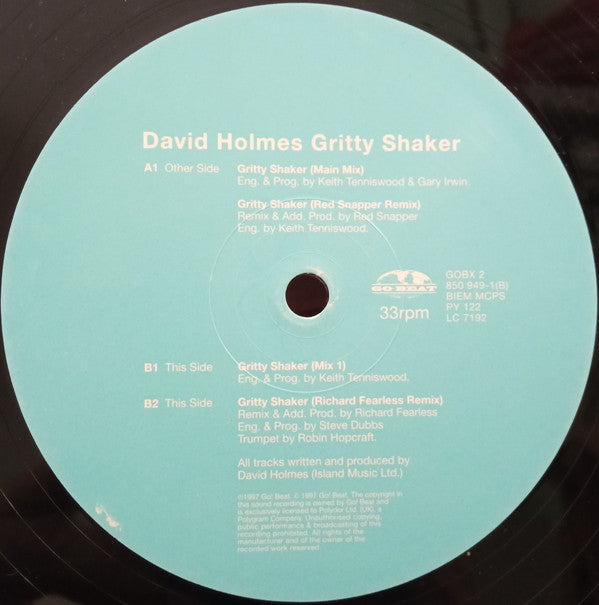 David Holmes Gritty Shaker
A1 Other Side Gritty Shaker (Main Mix)
Eng. & Prog. by Keith Tenniswood & Gary Irwin.
Gritty Shaker (Red Snapper Remix)
Remix & Add. Prod. by Red Snapper
Eng. by Keith Tenniswood.
GO BEAT
33rpm
GOBX 2
850 949-1(B)
BIEM MCPS
PY 122
LC 7192
B1 This Side Gritty Shaker (Mix 1)
Eng. & Prog. by Keith Tenniswood.
B2 This Side Gritty Shaker (Richard Fearless Remix)
Remix & Add. Prod. by Richard Fearless
Eng. & Prog. by Steve Dubbs
Trumpet by Robin Hopcraft.
All tracks written and produced by
David Holmes (Island Music Ltd.)
℗1997 Go! Beat. © 1997 Go! Beat. The copyright in
this sound recording is owned by Go! Beat and
is exclusively licensed to Polydor Ltd. (UK), a
Polygram Company. Unauthorised copying,
public performance & broadcasting of this
recording prohibited. All rights of the
manufacturer and of the owner of the
recorded work reserved.